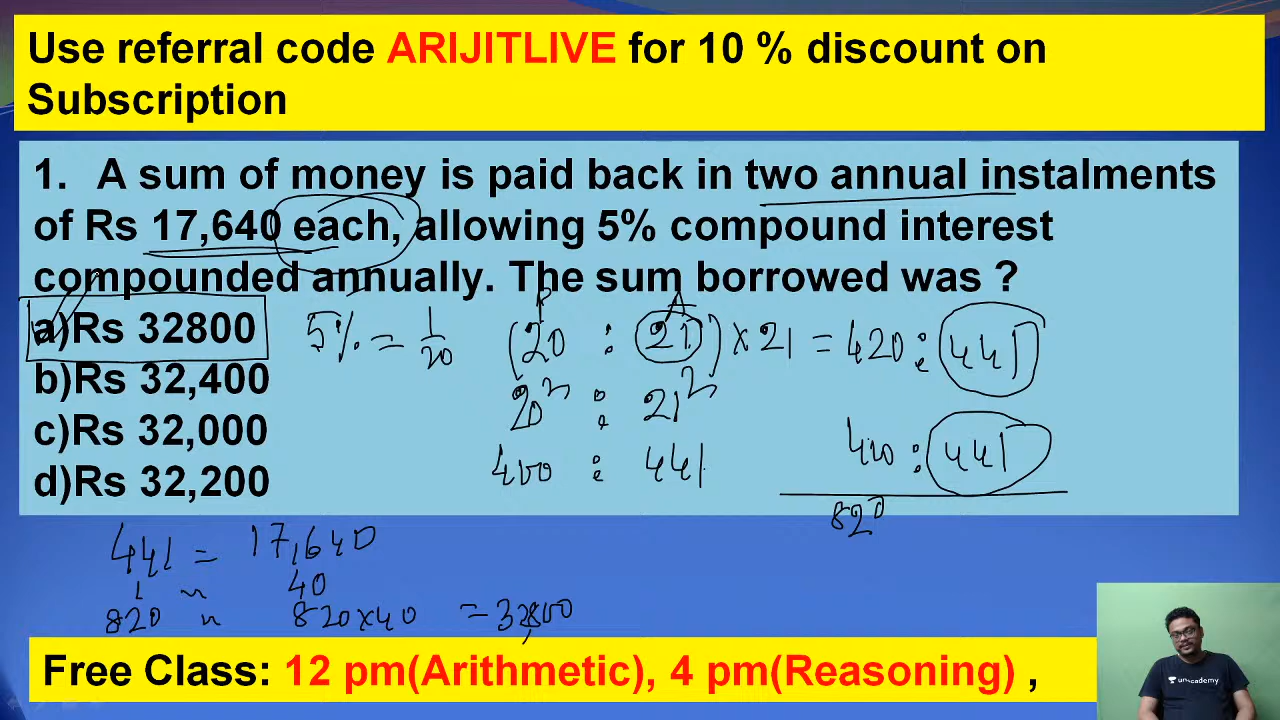 Use referral code ARIJITLIVE for 10 % discount on
Subscription
1. A sum of money is paid back in two annual instalments
of Rs 17,640 each, allowing 5% compound interest
compounded annually. The sum borrowed was ?
a)Rs 32800
b)Rs 32,400
c)Rs 32,000
d)Rs 32,200
P A
5% = 1/20 (20 : 21) × 21 = 420 : 441
20² : 21²
400 : 441
400 : 441
820
441 = 17,640
1 " 40
820 " 820×40 = 32,800
unacademy
Free Class: 12 pm(Arithmetic), 4 pm(Reasoning) ,